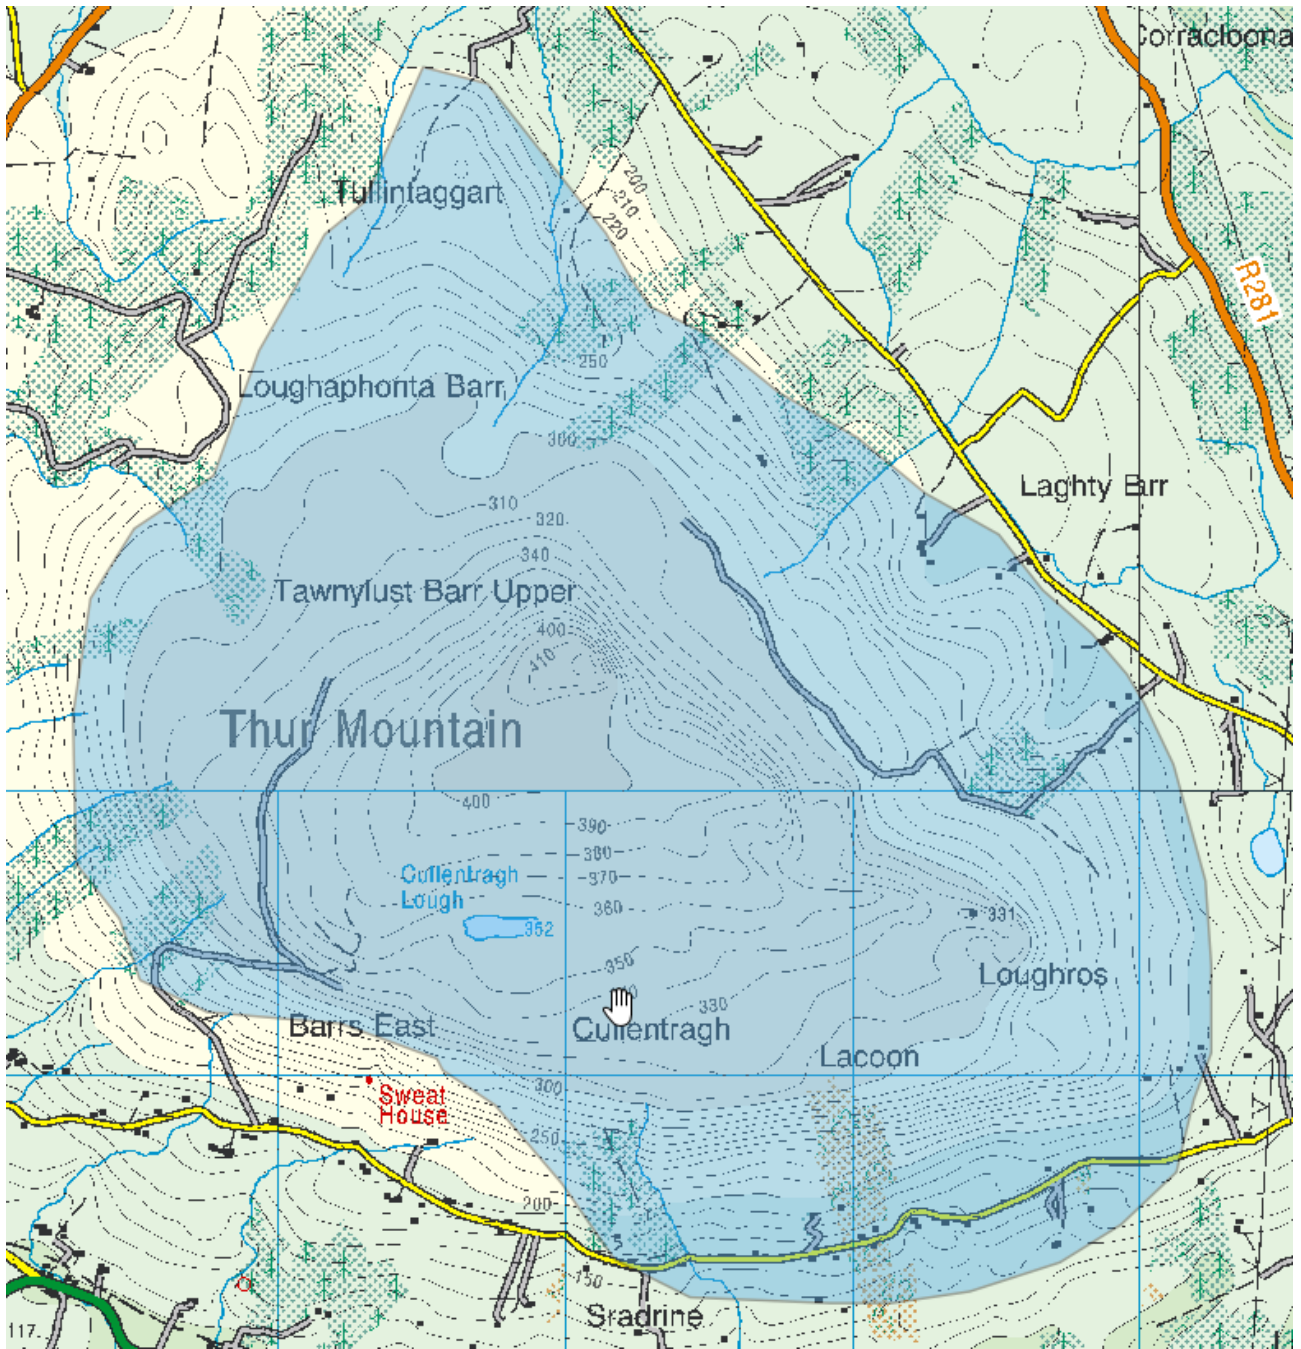 Corracloona
Tullintaggart
200
210
220
R281
250
Loughaphonta Barr
300
Laghty Barr
310
320
340
Tawnylust Barr Upper
400
410
Thur Mountain
400
390
380
370
Cullentragh
Lough
360
331
352
350
Loughros
330
Barrs East
Cullentragh
Lacoon
300
Sweat
House
250
200
150
Sradrine
117